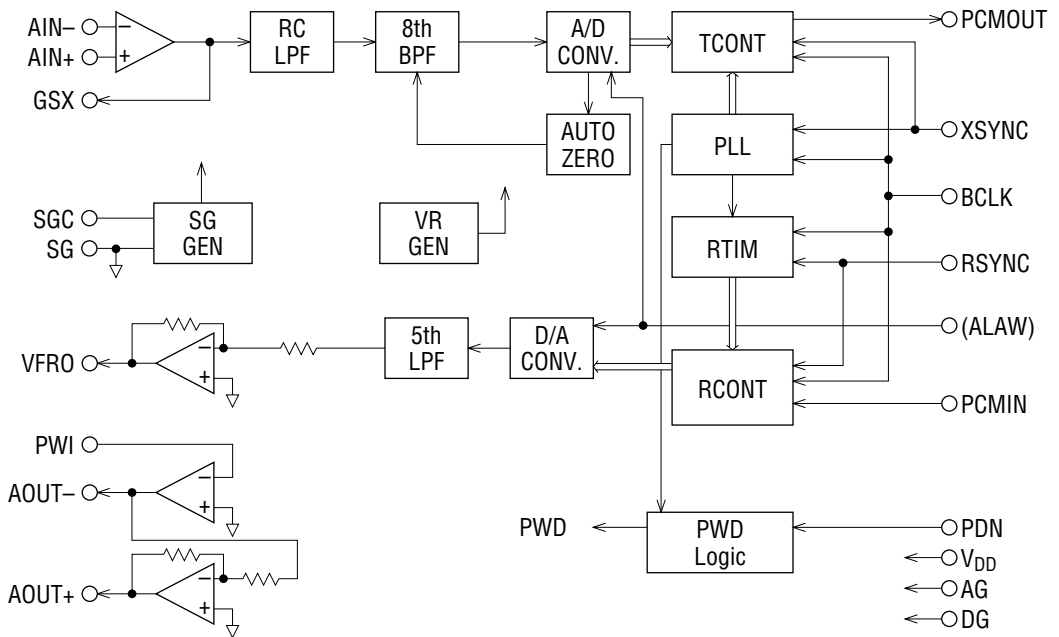 AIN–
AIN+
GSX
– +
RC
LPF
8th
BPF
A/D
CONV.
TCONT
PCMOUT
AUTO
ZERO
PLL
XSYNC
SGC
SG
SG
GEN
VR
GEN
RTIM
BCLK
RSYNC
VFRO
– +
5th
LPF
D/A
CONV.
RCONT
(ALAW)
PCMIN
PWI
AOUT–
– +
AOUT+
– +
PWD
PWD
Logic
PDN
VDD
AG
DG